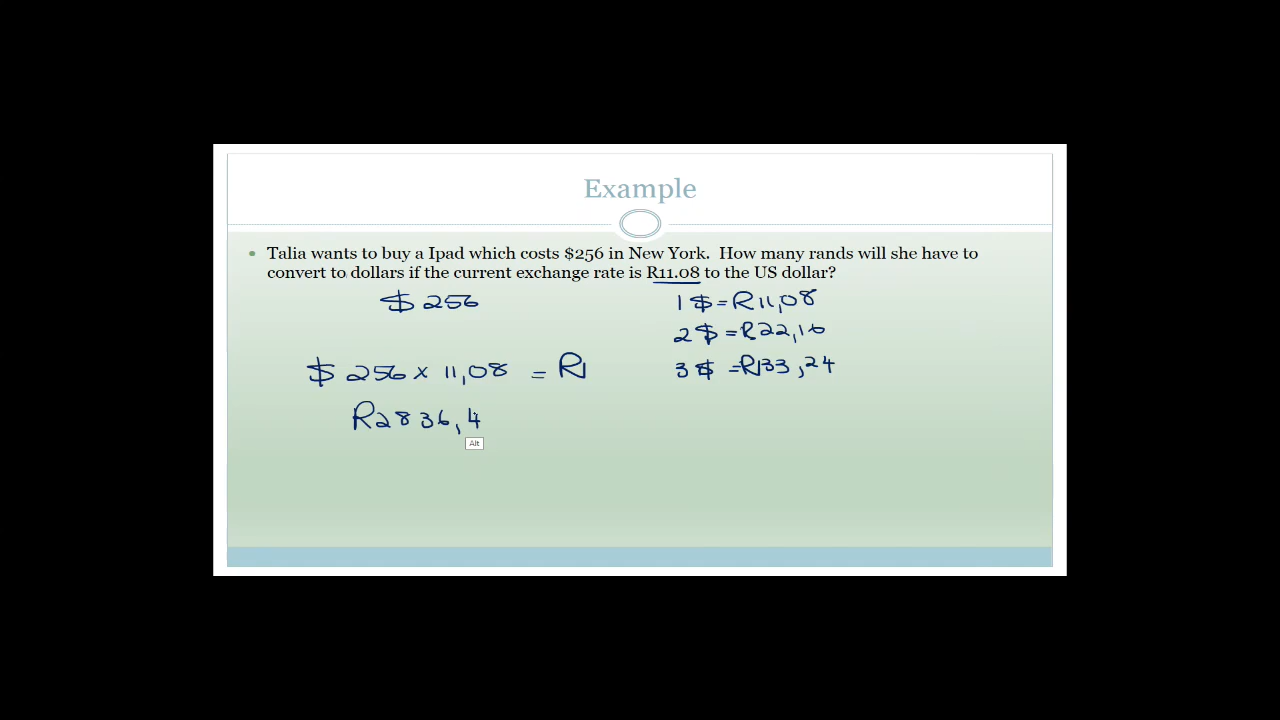 Example
• Talia wants to buy a Ipad which costs $256 in New York. How many rands will she have to
convert to dollars if the current exchange rate is R11.08 to the US dollar?
$ 256
1 $ = R11,08
2 $ = R22,16
3 $ = R33,24
$ 256 x 11,08 = R
R2836,4
Alt